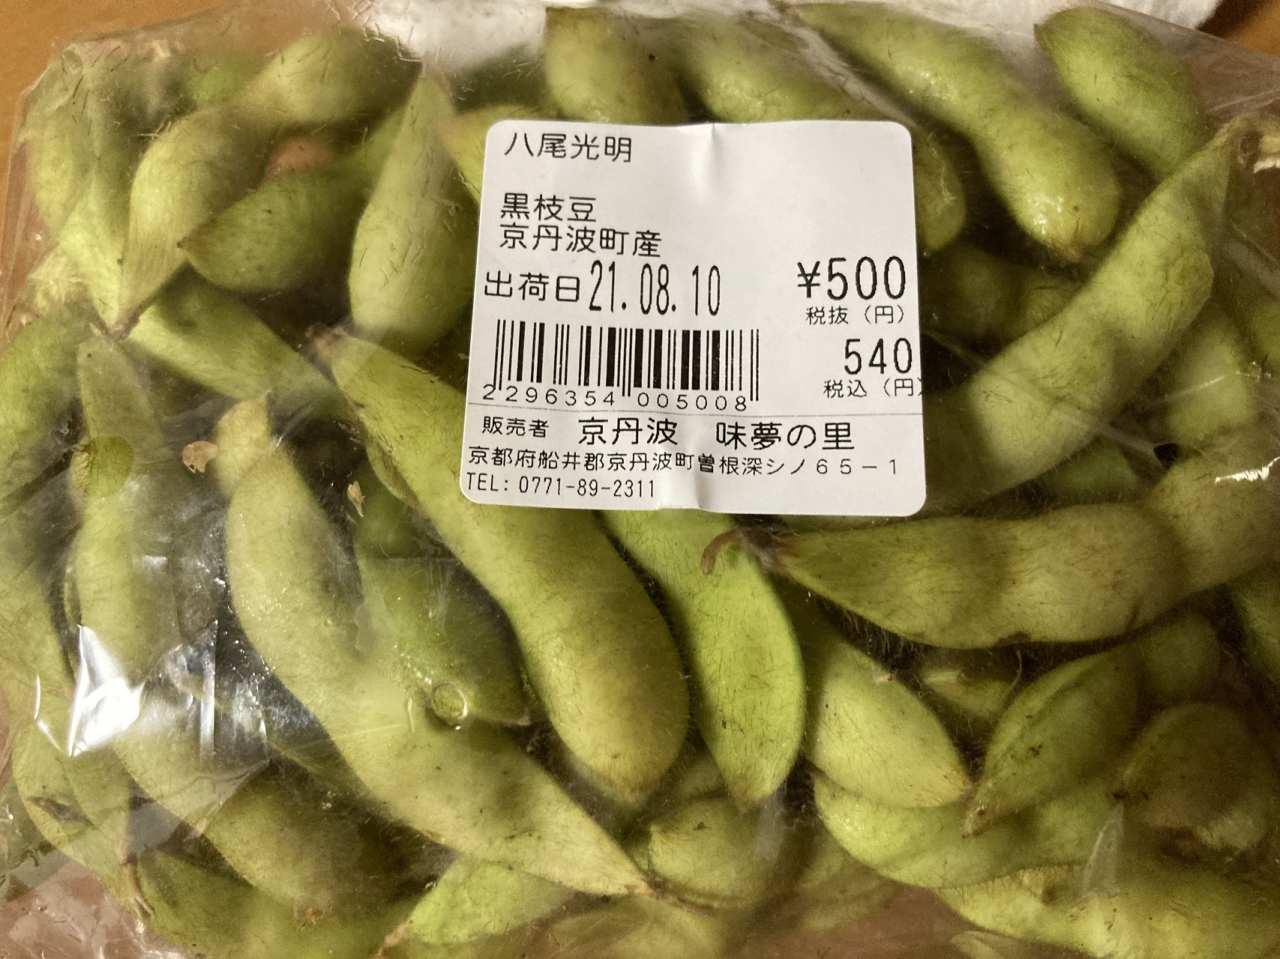 八尾光明
黒枝豆
京丹波町産
出荷日21.08.10
¥500
税抜（円）
540
税込（円）
2296354005008
販売者 京丹波 味夢の里
京都府船井郡京丹波町曽根深シノ６５－１
TEL: 0771-89-2311